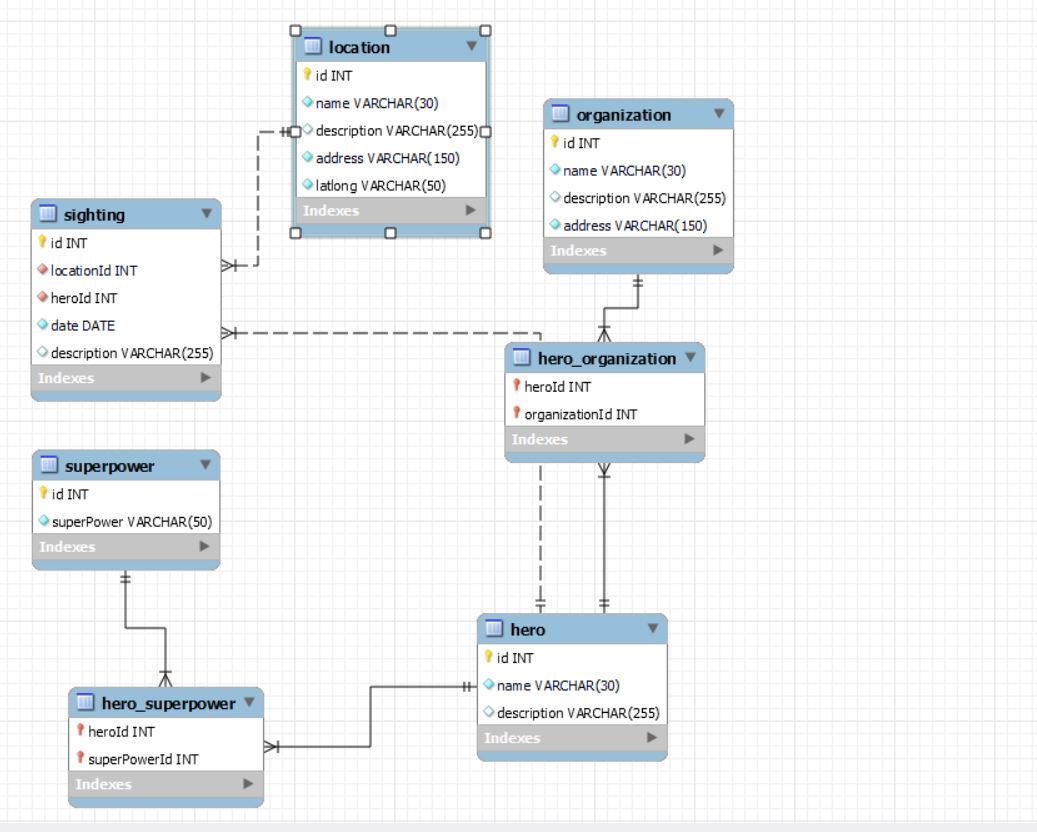 location
id INT
name VARCHAR(30)
description VARCHAR(255)
address VARCHAR(150)
latlong VARCHAR(50)
Indexes
organization
id INT
name VARCHAR(30)
description VARCHAR(255)
address VARCHAR(150)
Indexes
sighting
id INT
locationId INT
heroId INT
date DATE
description VARCHAR(255)
Indexes
hero_organization
heroId INT
organizationId INT
Indexes
superpower
id INT
superPower VARCHAR(50)
Indexes
hero
id INT
name VARCHAR(30)
description VARCHAR(255)
Indexes
hero_superpower
heroId INT
superPowerId INT
Indexes